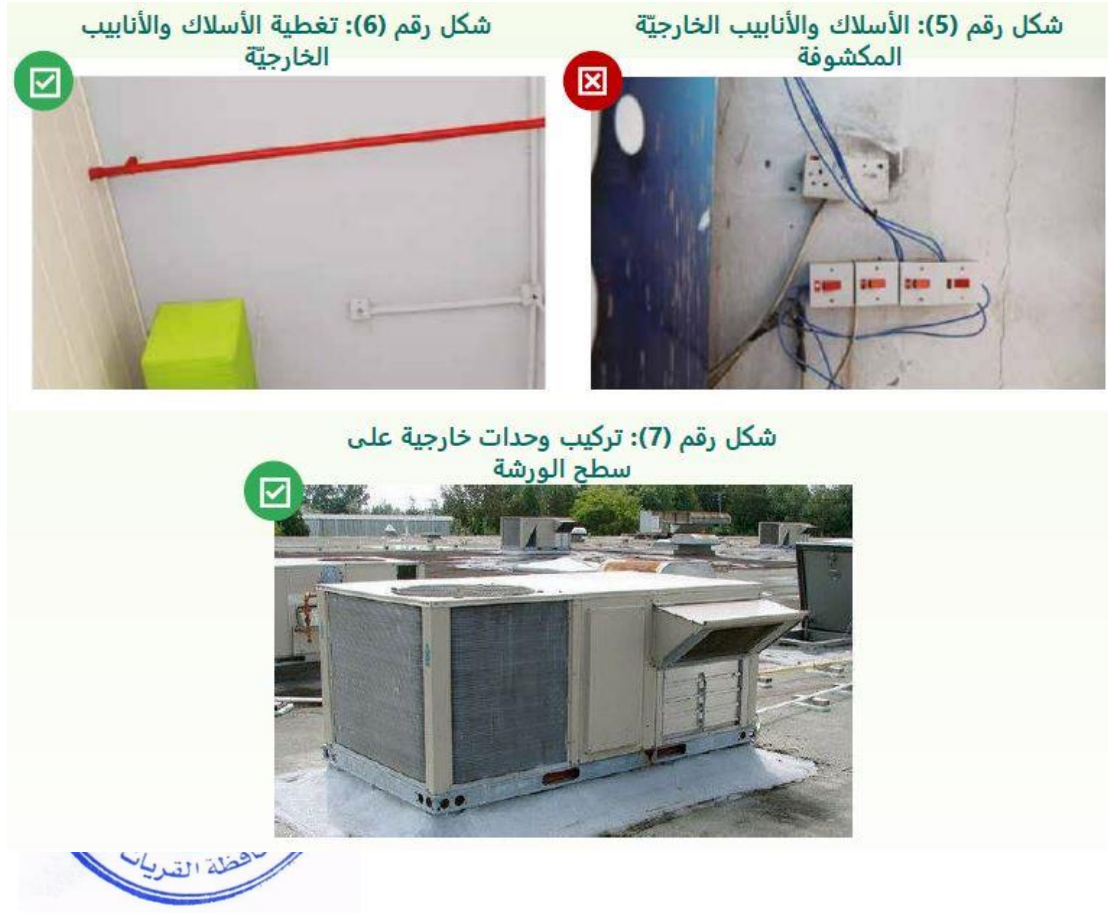 شكل رقم (5): الأسلاك والأنابيب الخارجيّة
المكشوفة
شكل رقم (6): تغطية الأسلاك والأنابيب
الخارجيّة
شكل رقم (7): تركيب وحدات خارجية على
سطح الورشة
القريات